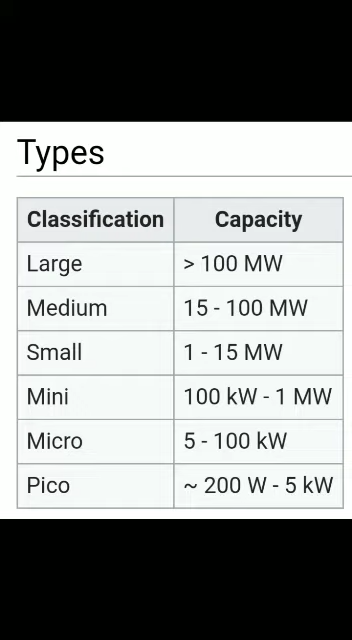 Types
Classification Capacity
Large > 100 MW
Medium 15 - 100 MW
Small 1 - 15 MW
Mini 100 kW - 1 MW
Micro 5 - 100 kW
Pico ~ 200 W - 5 kW